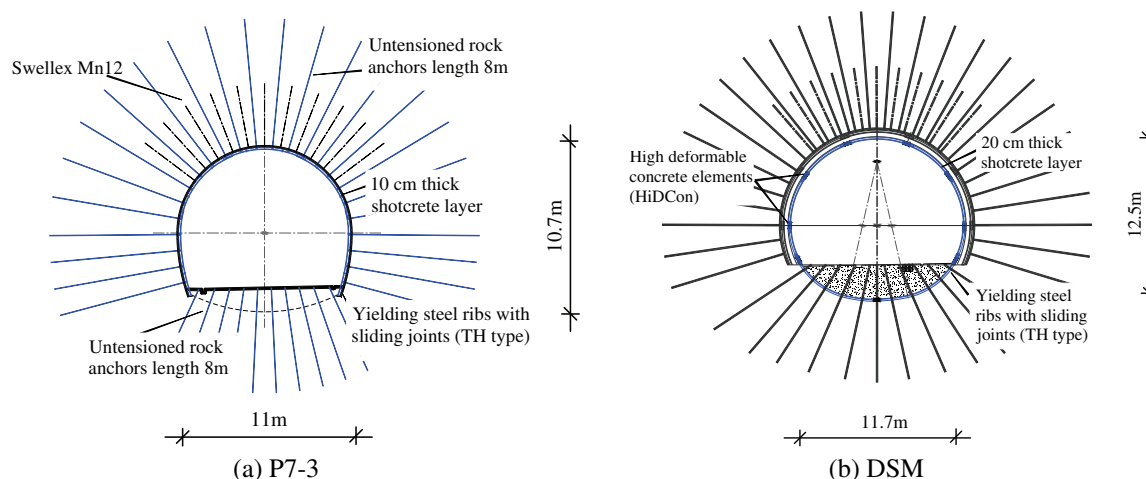 Swellex Mn12
Untensioned rock
anchors length 8m
10 cm thick
shotcrete layer
10.7m
Yielding steel ribs with
sliding joints (TH type)
Untensioned rock
anchors length 8m
11m
(a) P7-3
High deformable
concrete elements
(HiDCon)
20 cm thick
shotcrete layer
12.5m
Yielding steel
ribs with sliding
joints (TH type)
11.7m
(b) DSM